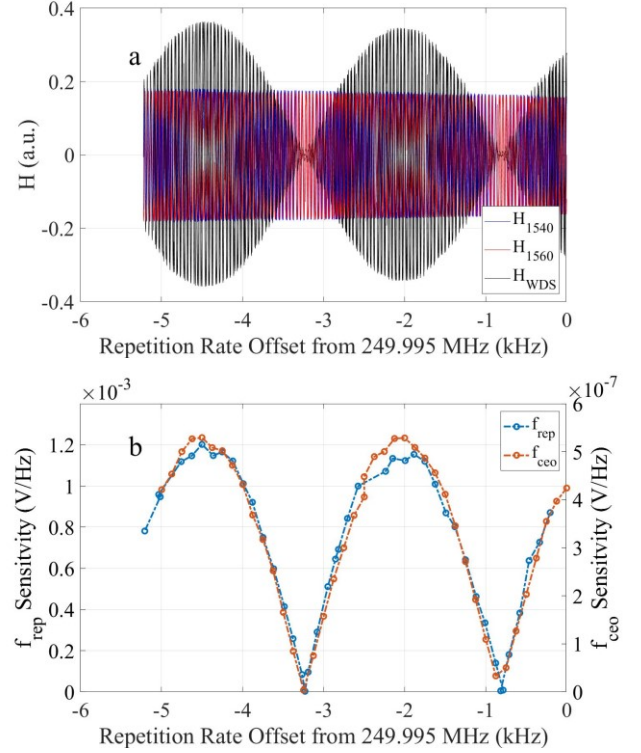 0.4
a
0.2
0
-0.2
-0.4
H (a.u.)
H1540
H1560
HWDS
-6 -5 -4 -3 -2 -1 0
Repetition Rate Offset from 249.995 MHz (kHz)
×10-3
×10-7
b
frep
fceo
1.2
1
0.8
0.6
0.4
0.2
0
frep Sensitvity (V/Hz)
6
5
4
3
2
1
0
fceo Sensitivity (V/Hz)
-6 -5 -4 -3 -2 -1 0
Repetition Rate Offset from 249.995 MHz (kHz)